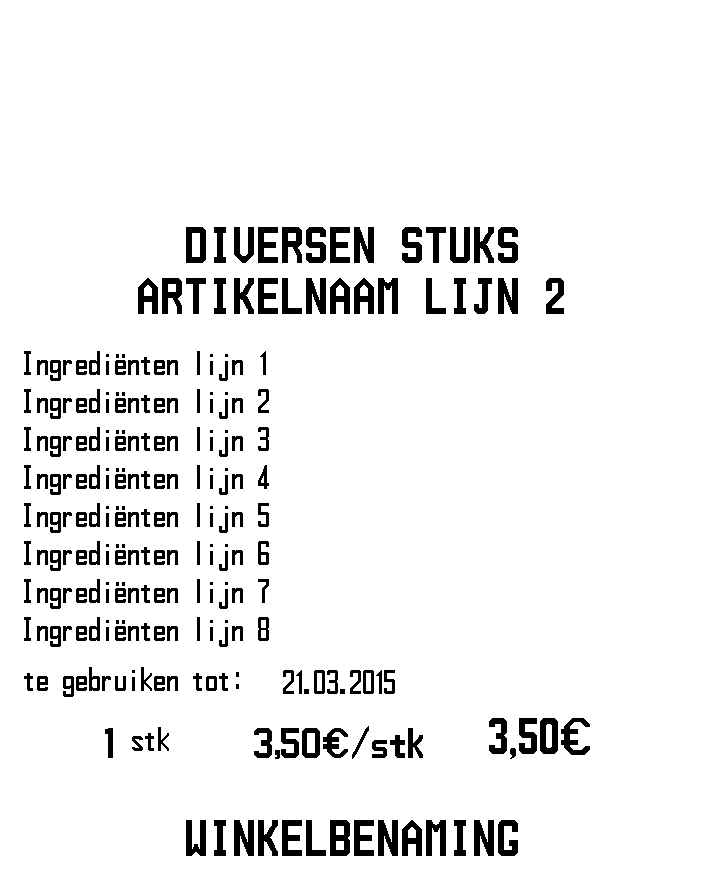 DIVERSEN STUKS
ARTIKELNAAM LIJN 2
Ingrediënten lijn 1
Ingrediënten lijn 2
Ingrediënten lijn 3
Ingrediënten lijn 4
Ingrediënten lijn 5
Ingrediënten lijn 6
Ingrediënten lijn 7
Ingrediënten lijn 8
te gebruiken tot: 21.03.2015
1 stk 3,50€/stk 3,50€
WINKELBENAMING